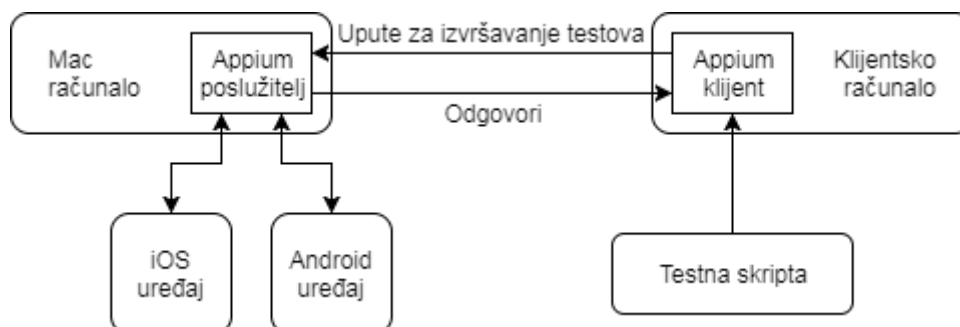 Mac
računalo
Appium
poslužitelj
Upute za izvršavanje testova
Odgovori
Appium
klijent
Klijentsko
računalo
iOS
uređaj
Android
uređaj
Testna skripta